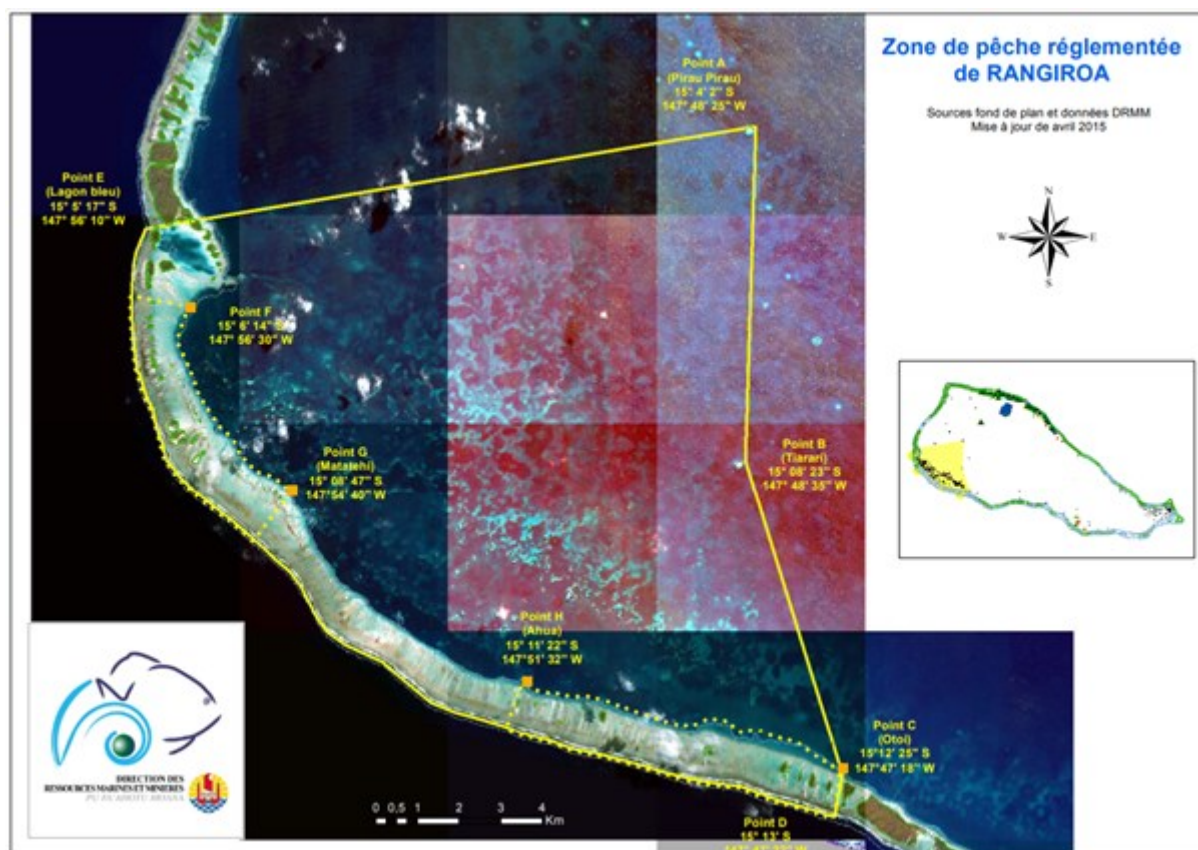 Zone de pêche réglementée
de RANGIROA
Sources fond de plan et données DRMM
Mise à jour de avril 2015
N
W
E
S
Point A
(Pirau Pirau)
15° 4' 2" S
147° 48' 25" W
Point E
(Lagon bleu)
15° 5' 17" S
147° 56' 10" W
Point F
15° 6' 14" S
147° 56' 30" W
Point B
(Tiarari)
15° 08' 23" S
147° 48' 35" W
Point G
(Matatehi)
15° 08' 47" S
147° 54' 40" W
Point H
(Ahua)
15° 11' 22" S
147°51' 32" W
Point C
(Otoi)
15°12' 25" S
147°47' 18" W
Point D
15° 13' S
DIRECTION DES
RESSOURCES MARINES ET MINIERES
0 0,5 1 2 3 4
Km